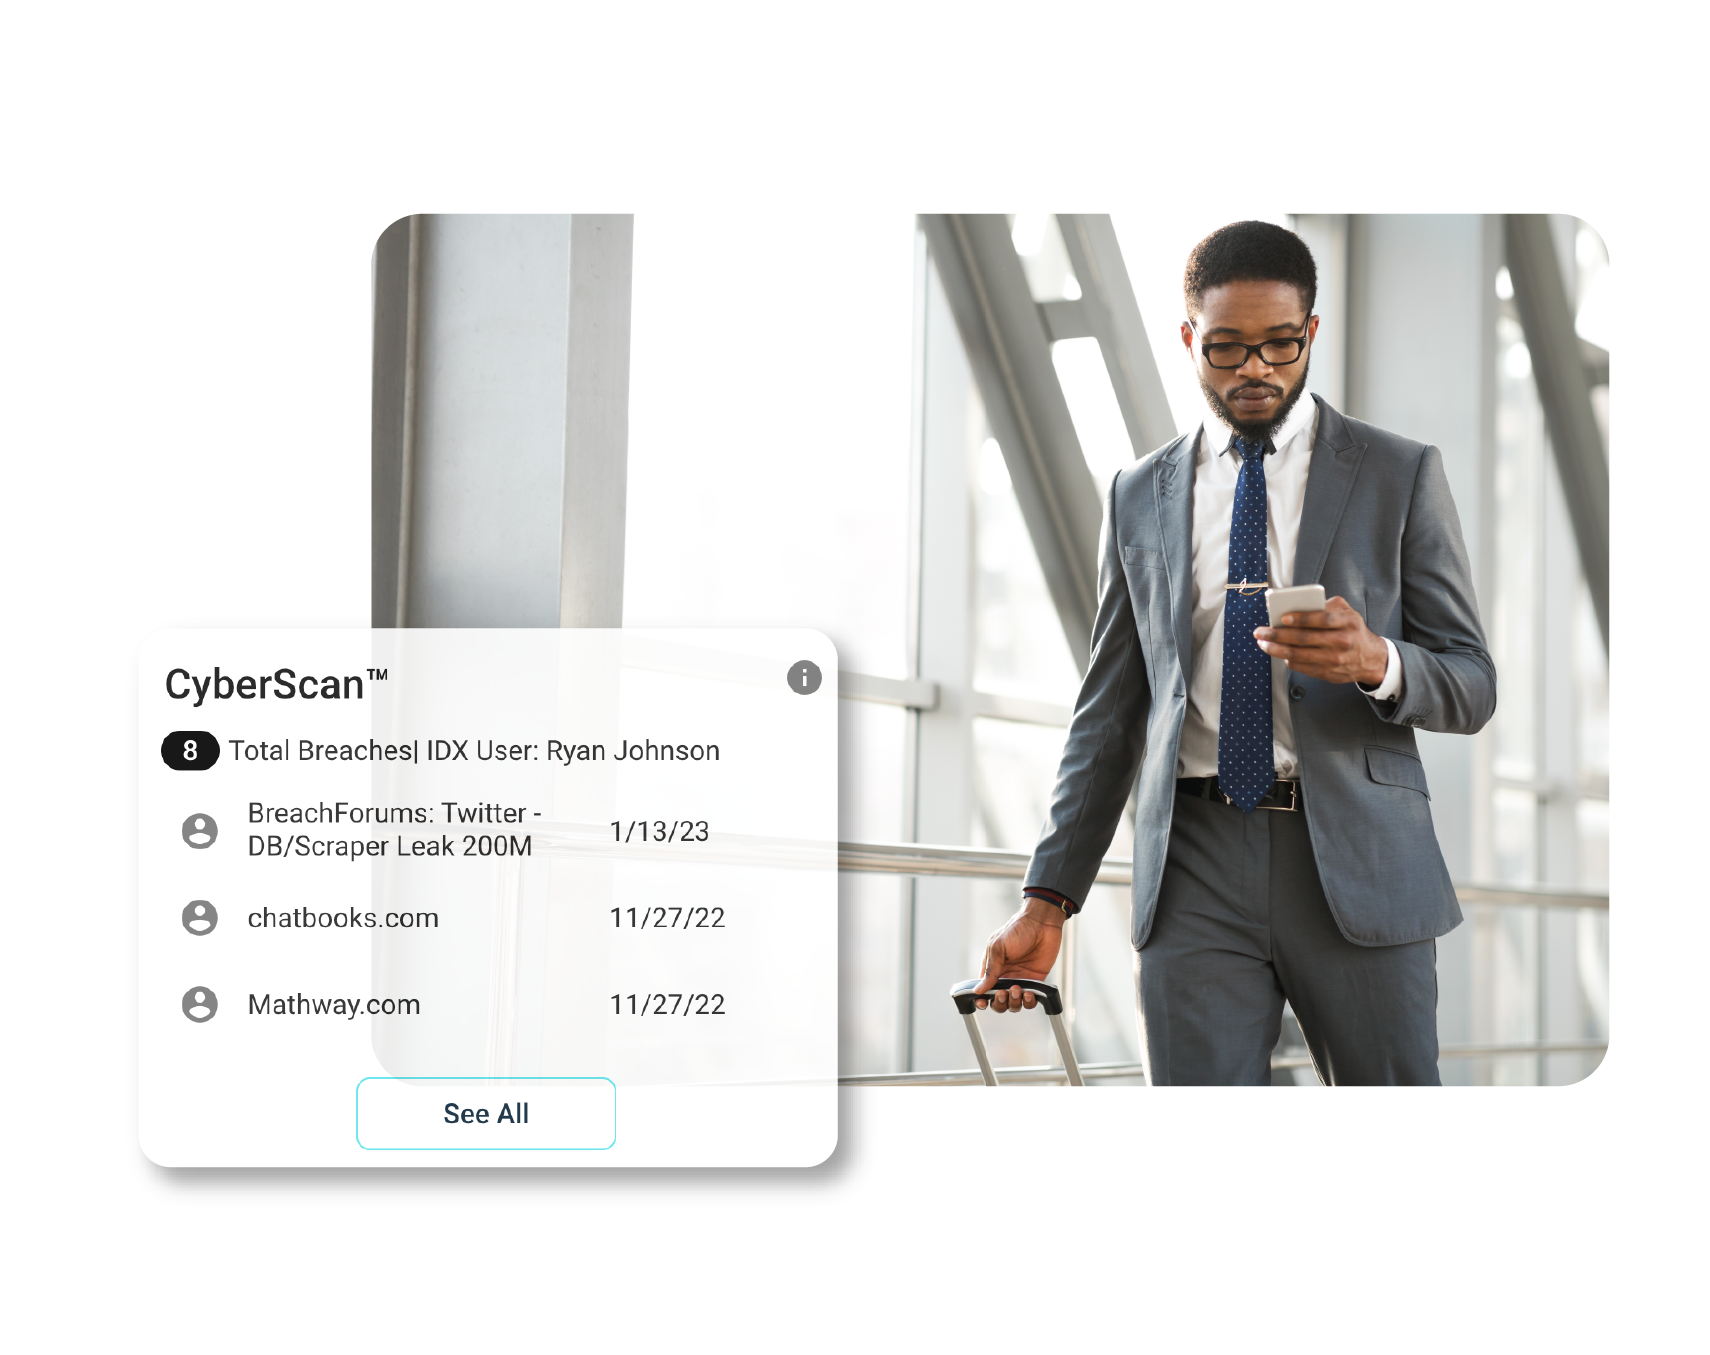 CyberScan™
8 Total Breaches| IDX User: Ryan Johnson
BreachForums: Twitter -
DB/Scraper Leak 200M
1/13/23
chatbooks.com 11/27/22
Mathway.com 11/27/22
See All